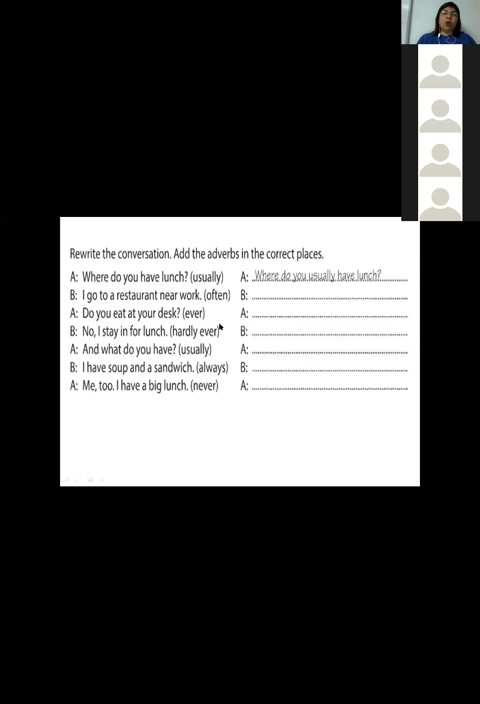 Rewrite the conversation. Add the adverbs in the correct places.
A: Where do you have lunch? (usually) A: Where do you usually have lunch?
B: I go to a restaurant near work. (often) B:
A: Do you eat at your desk? (ever) A:
B: No, I stay in for lunch. (hardly ever) B:
A: And what do you have? (usually) A:
B: I have soup and a sandwich. (always) B:
A: Me, too. I have a big lunch. (never) A: